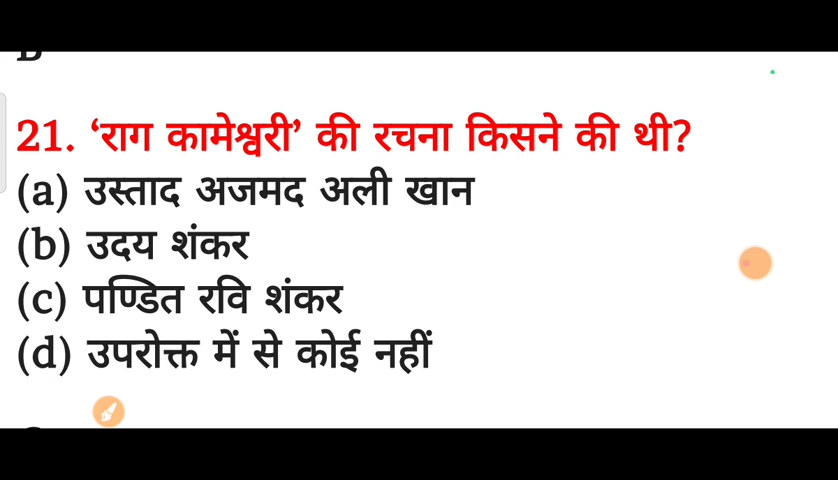 21. ‘राग कामेश्वरी’ की रचना किसने की थी?
(a) उस्ताद अजमद अली खान
(b) उदय शंकर
(c) पण्डित रवि शंकर
(d) उपरोक्त में से कोई नहीं